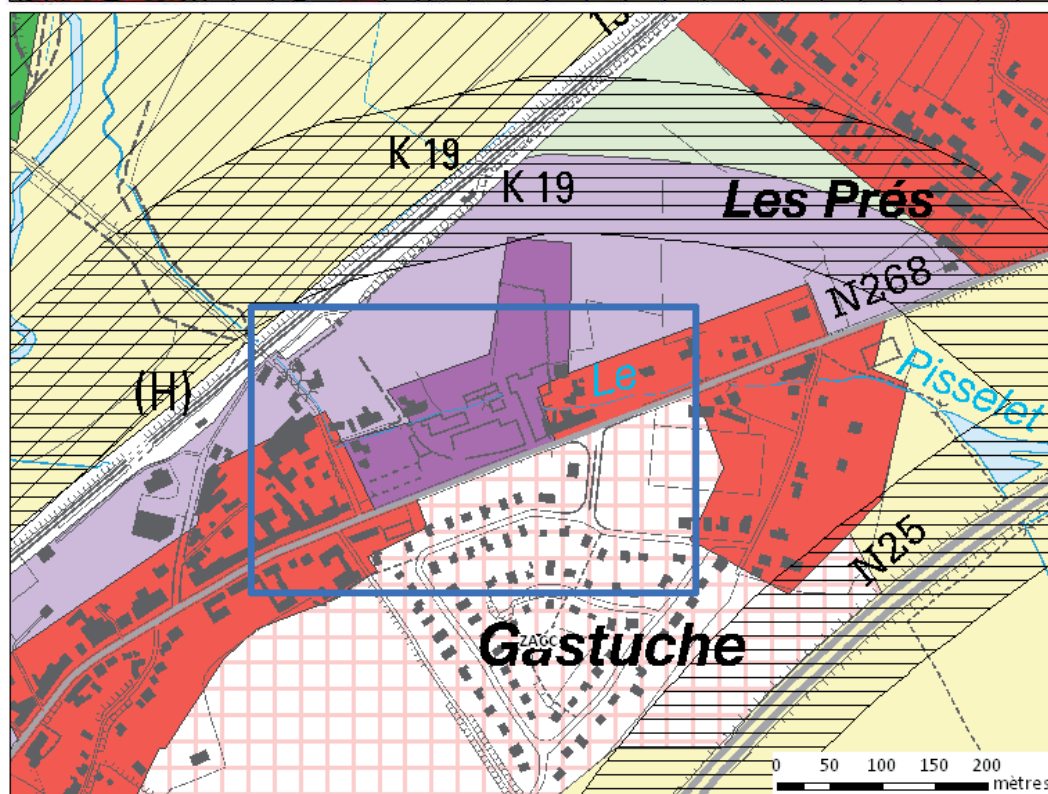 K 19
K 19
Les Prés
N268
(H)
Le
Pisselet
N25
ZAGC
Gastuche
0 50 100 150 200
mètres